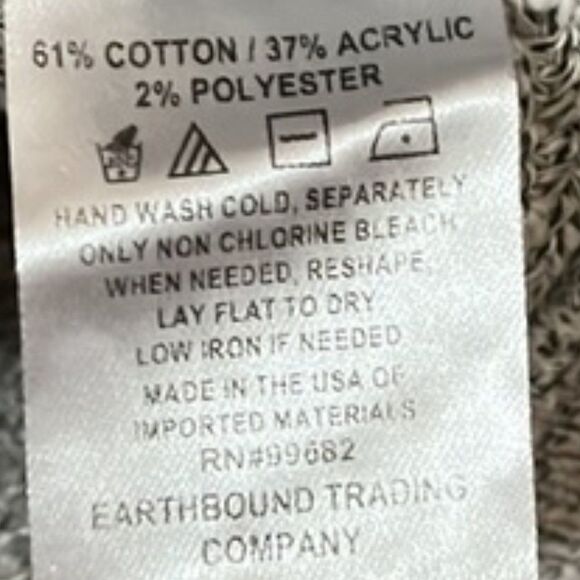 61% COTTON / 37% ACRYLIC
2% POLYESTER
HAND WASH COLD, SEPARATELY
ONLY NON CHLORINE BLEACH
WHEN NEEDED, RESHAPE,
LAY FLAT TO DRY
LOW IRON IF NEEDED
MADE IN THE USA OF
IMPORTED MATERIALS
RN#99682
EARTHBOUND TRADING
COMPANY